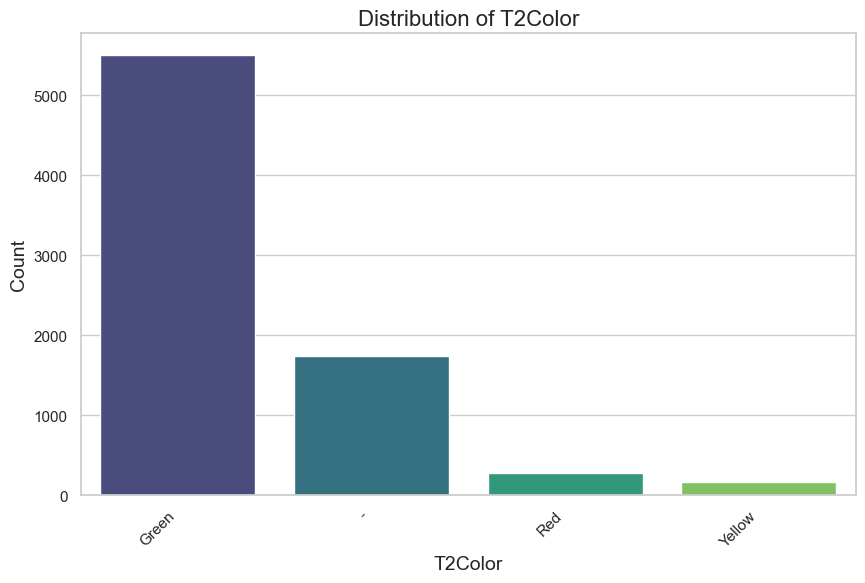 Distribution of T2Color
Count
5000
4000
3000
2000
1000
0
Green
-
Red
Yellow
T2Color